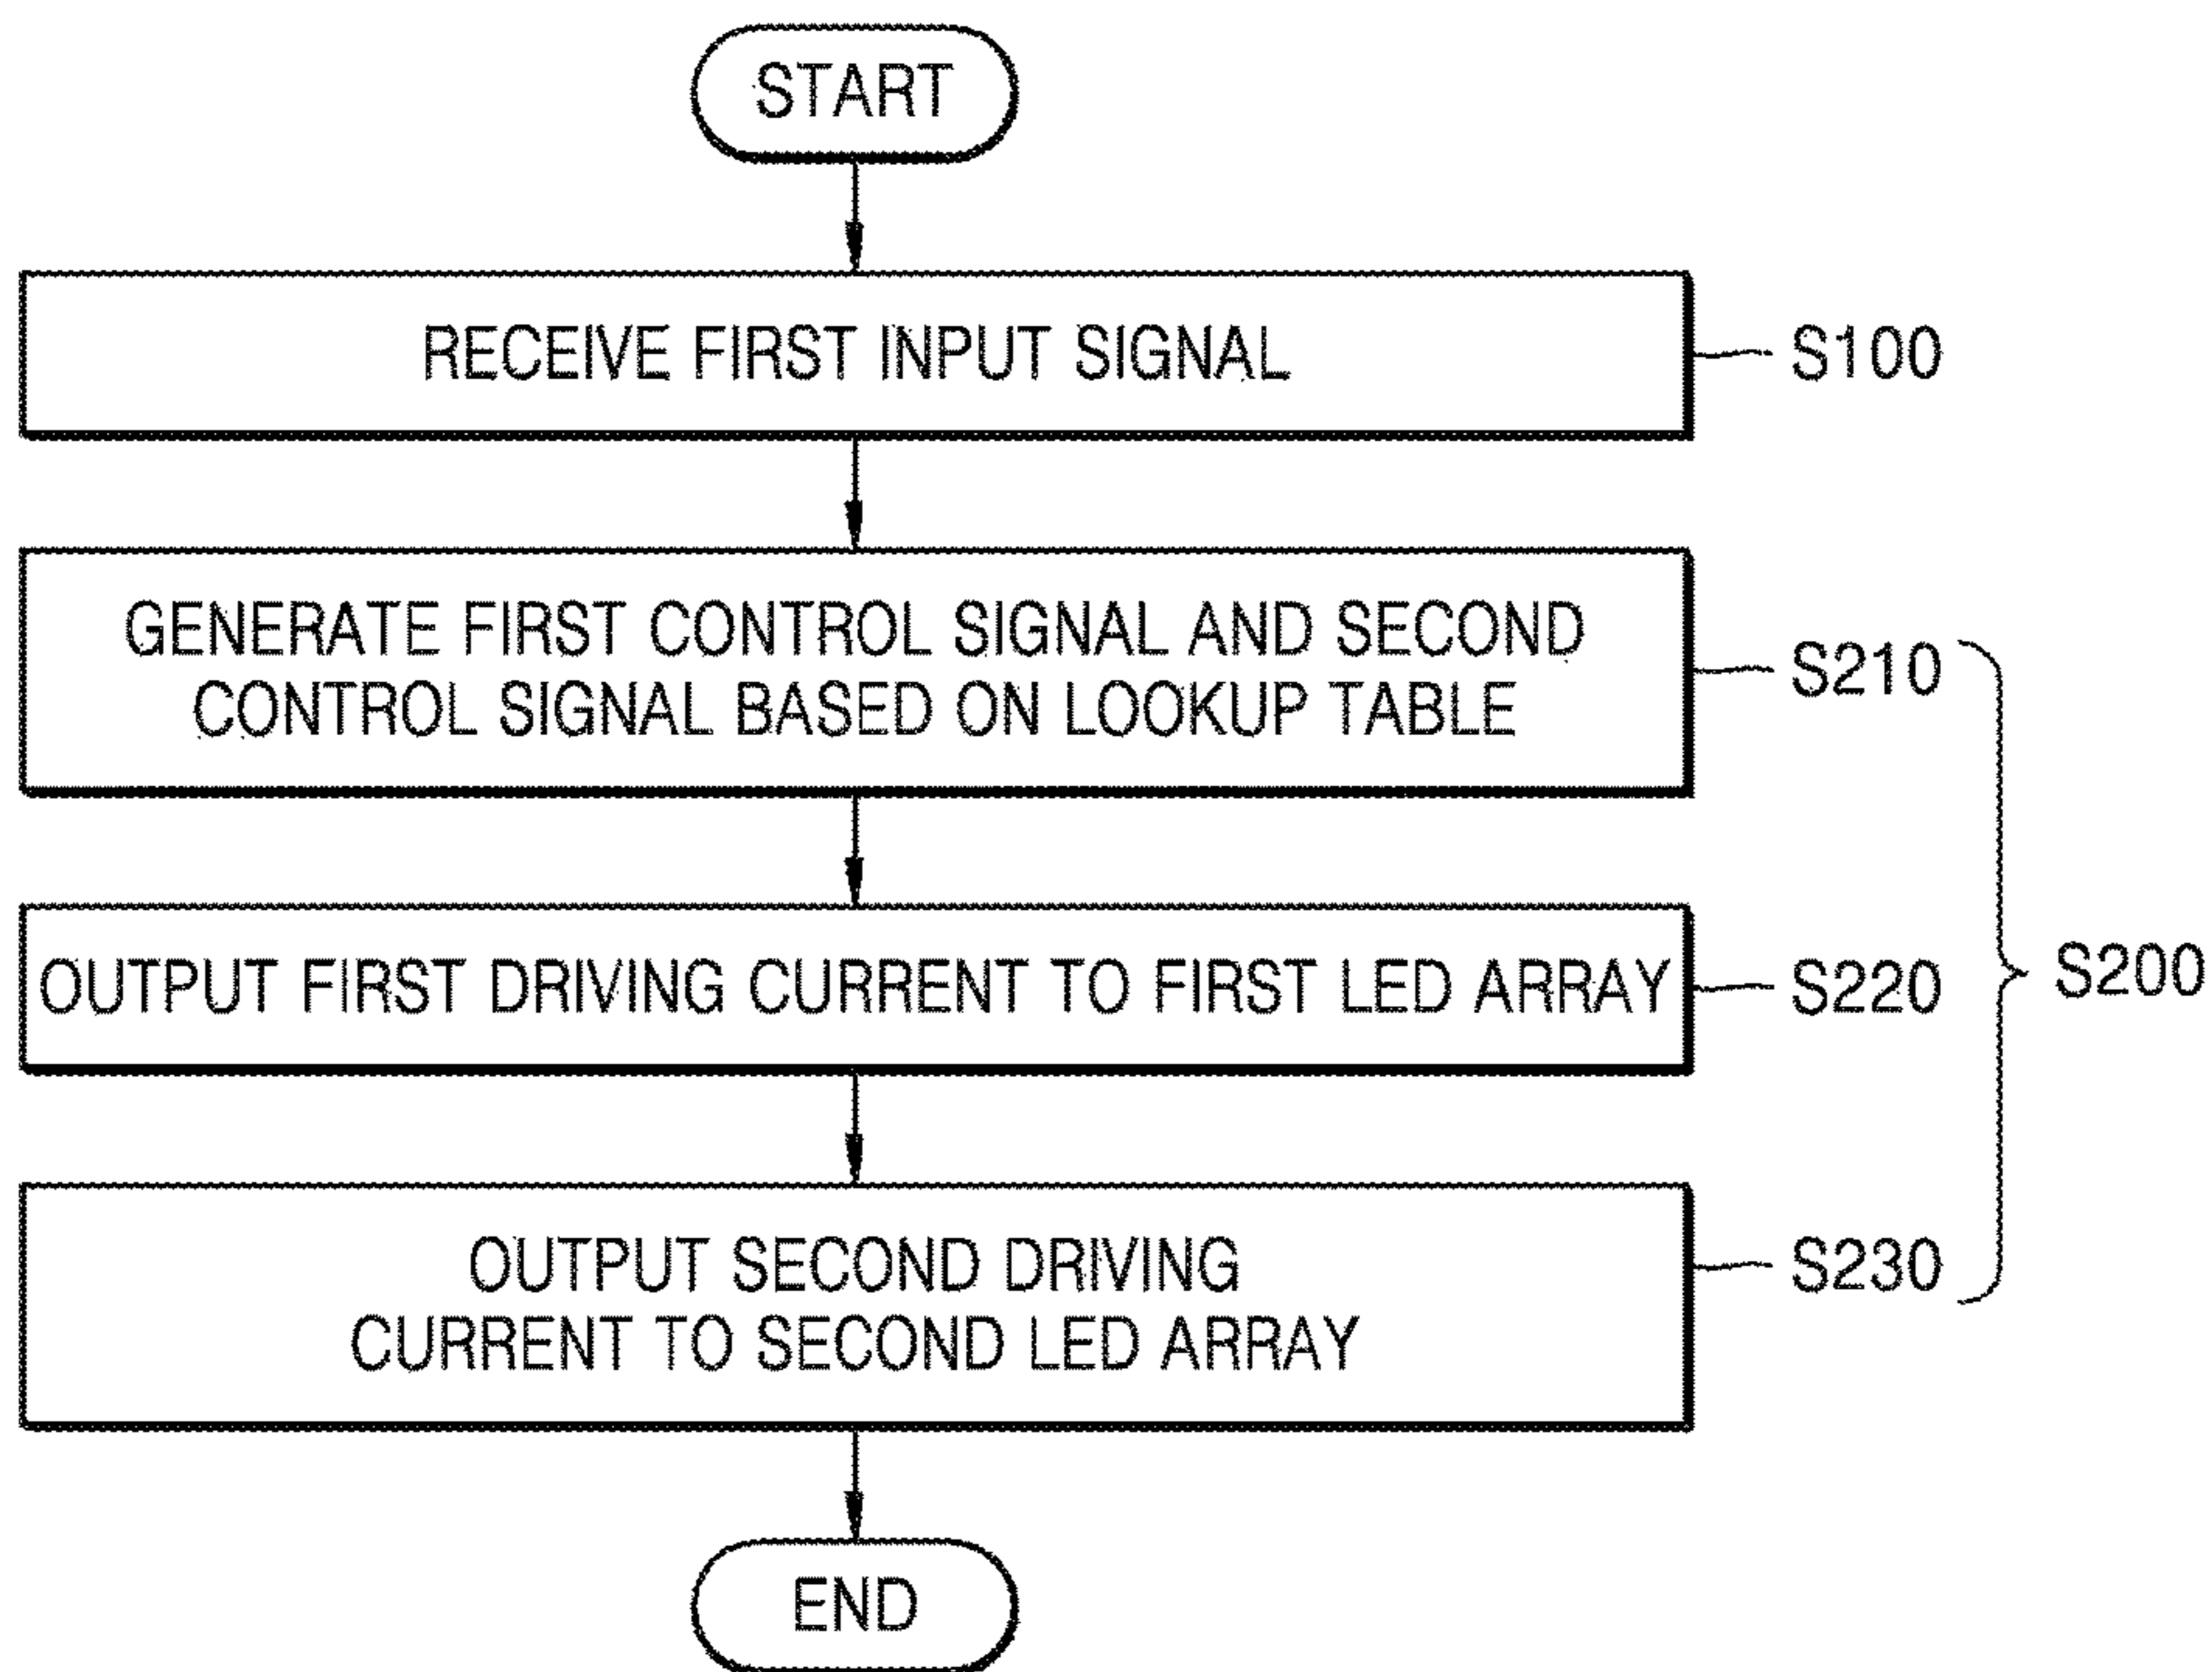 START
RECEIVE FIRST INPUT SIGNAL
S100
GENERATE FIRST CONTROL SIGNAL AND SECOND
CONTROL SIGNAL BASED ON LOOKUP TABLE
S210
OUTPUT FIRST DRIVING CURRENT TO FIRST LED ARRAY
S220
S200
OUTPUT SECOND DRIVING
CURRENT TO SECOND LED ARRAY
S230
END